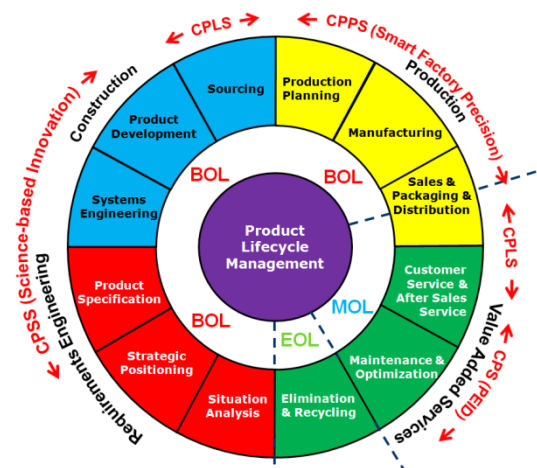 CPLS
CPPS (Smart Factory Precision)
Construction
Production
CPSS (Science-based Innovation)
Requirements Engineering
CPLS
Value Added Services
CPS (PEID)
Sourcing
Production
Planning
Product
Development
Manufacturing
Systems
Engineering
Sales &
Packaging &
Distribution
Product
Specification
Customer
Service &
After Sales
Service
Strategic
Positioning
Maintenance &
Optimization
Situation
Analysis
Elimination
& Recycling
BOL
BOL
BOL
MOL
EOL
Product
Lifecycle
Management